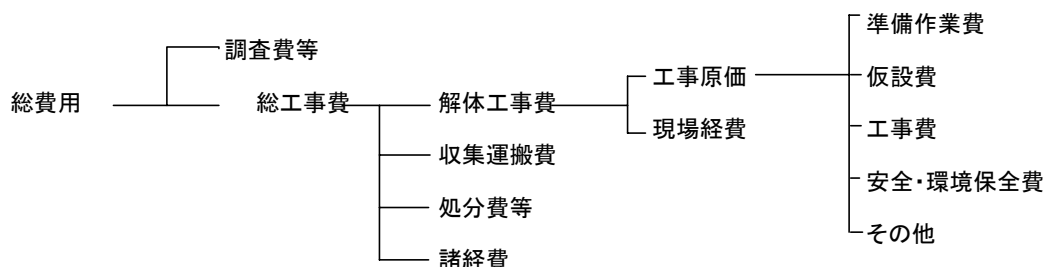 準備作業費
調査費等
工事原価
仮設費
総費用
総工事費
解体工事費
現場経費
工事費
収集運搬費
安全・環境保全費
処分費等
その他
諸経費